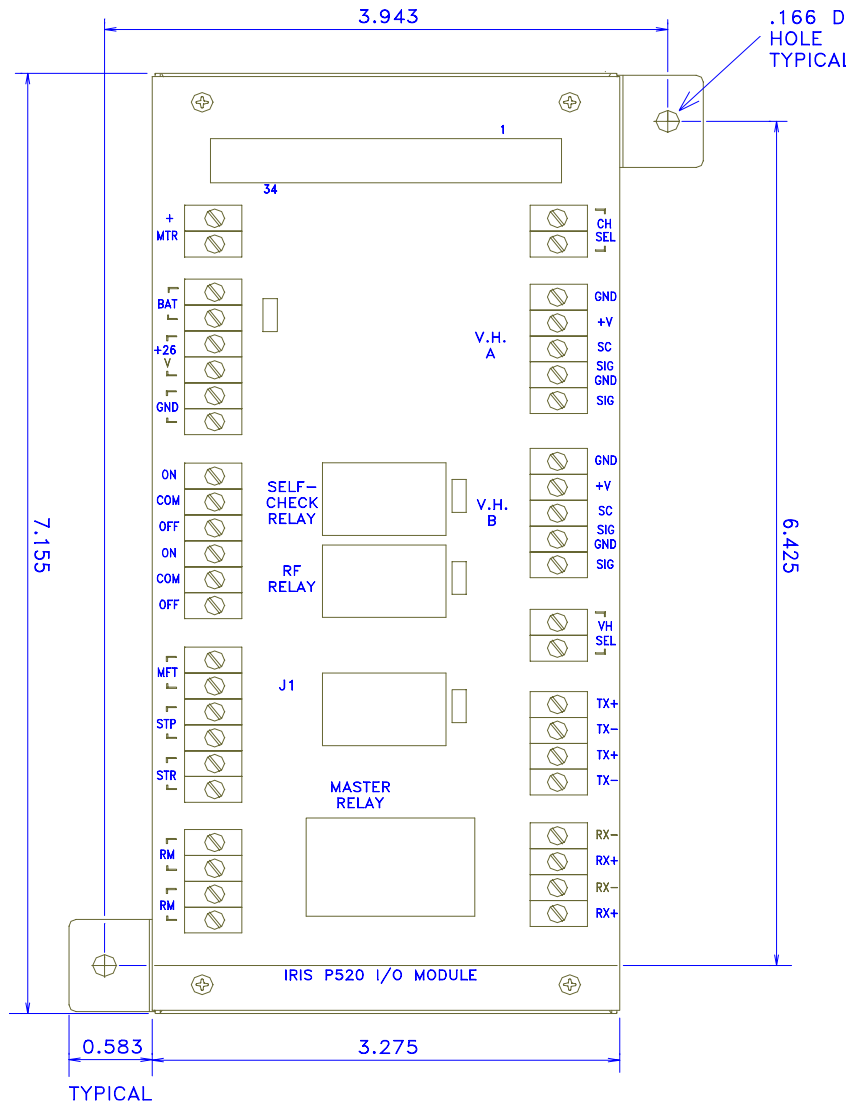 3.943
.166 D
HOLE
TYPICAL
1
34
+
MTR
CH
SEL
BAT
+26
V
GND
V.H.
A
GND
+V
SC
SIG
GND
SIG
ON
COM
OFF
ON
COM
OFF
SELF-
CHECK
RELAY
RF
RELAY
V.H.
B
GND
+V
SC
SIG
GND
SIG
7.155
6.425
VH
SEL
MFT
STP
STR
J1
TX+
TX-
TX+
TX-
MASTER
RELAY
RM
RM
RX-
RX+
RX-
RX+
IRIS P520 I/O MODULE
0.583
3.275
TYPICAL